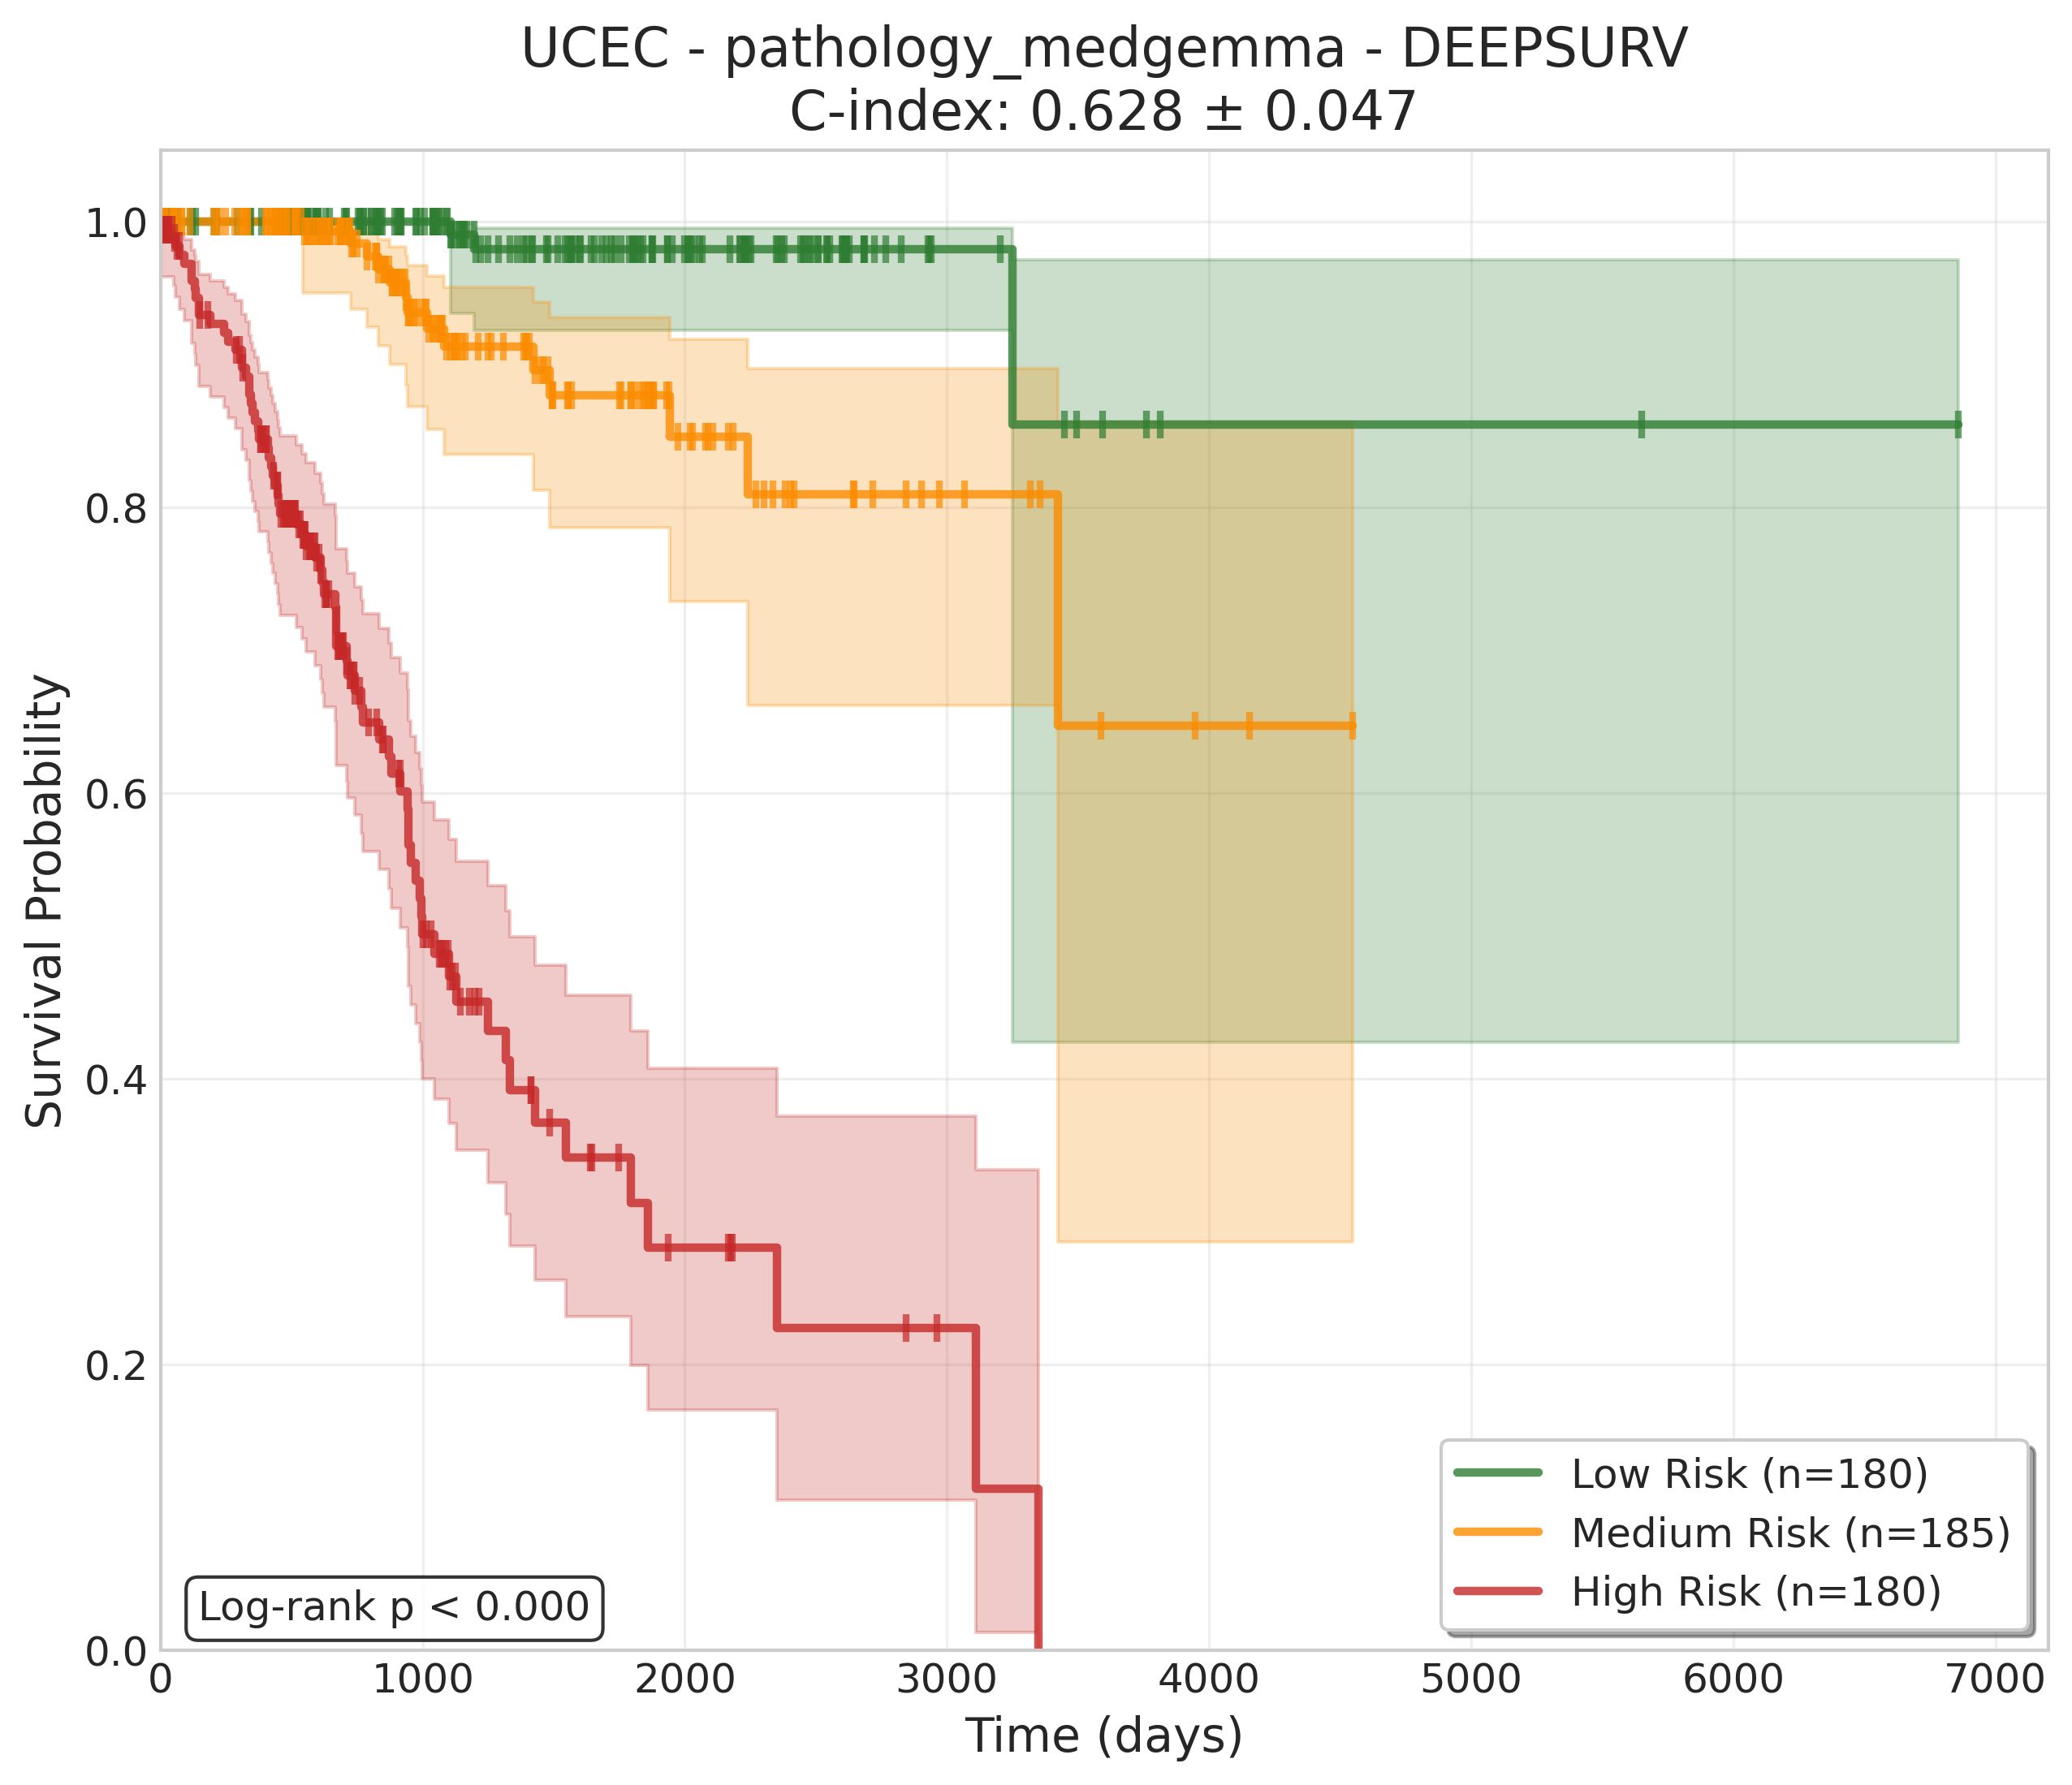 UCEC - pathology_medgemma - DEEPSURV
C-index: 0.628 ± 0.047
Survival Probability
1.0
0.8
0.6
0.4
0.2
0.0
0 1000 2000 3000 4000 5000 6000 7000
Time (days)
Log-rank p < 0.000
Low Risk (n=180)
Medium Risk (n=185)
High Risk (n=180)